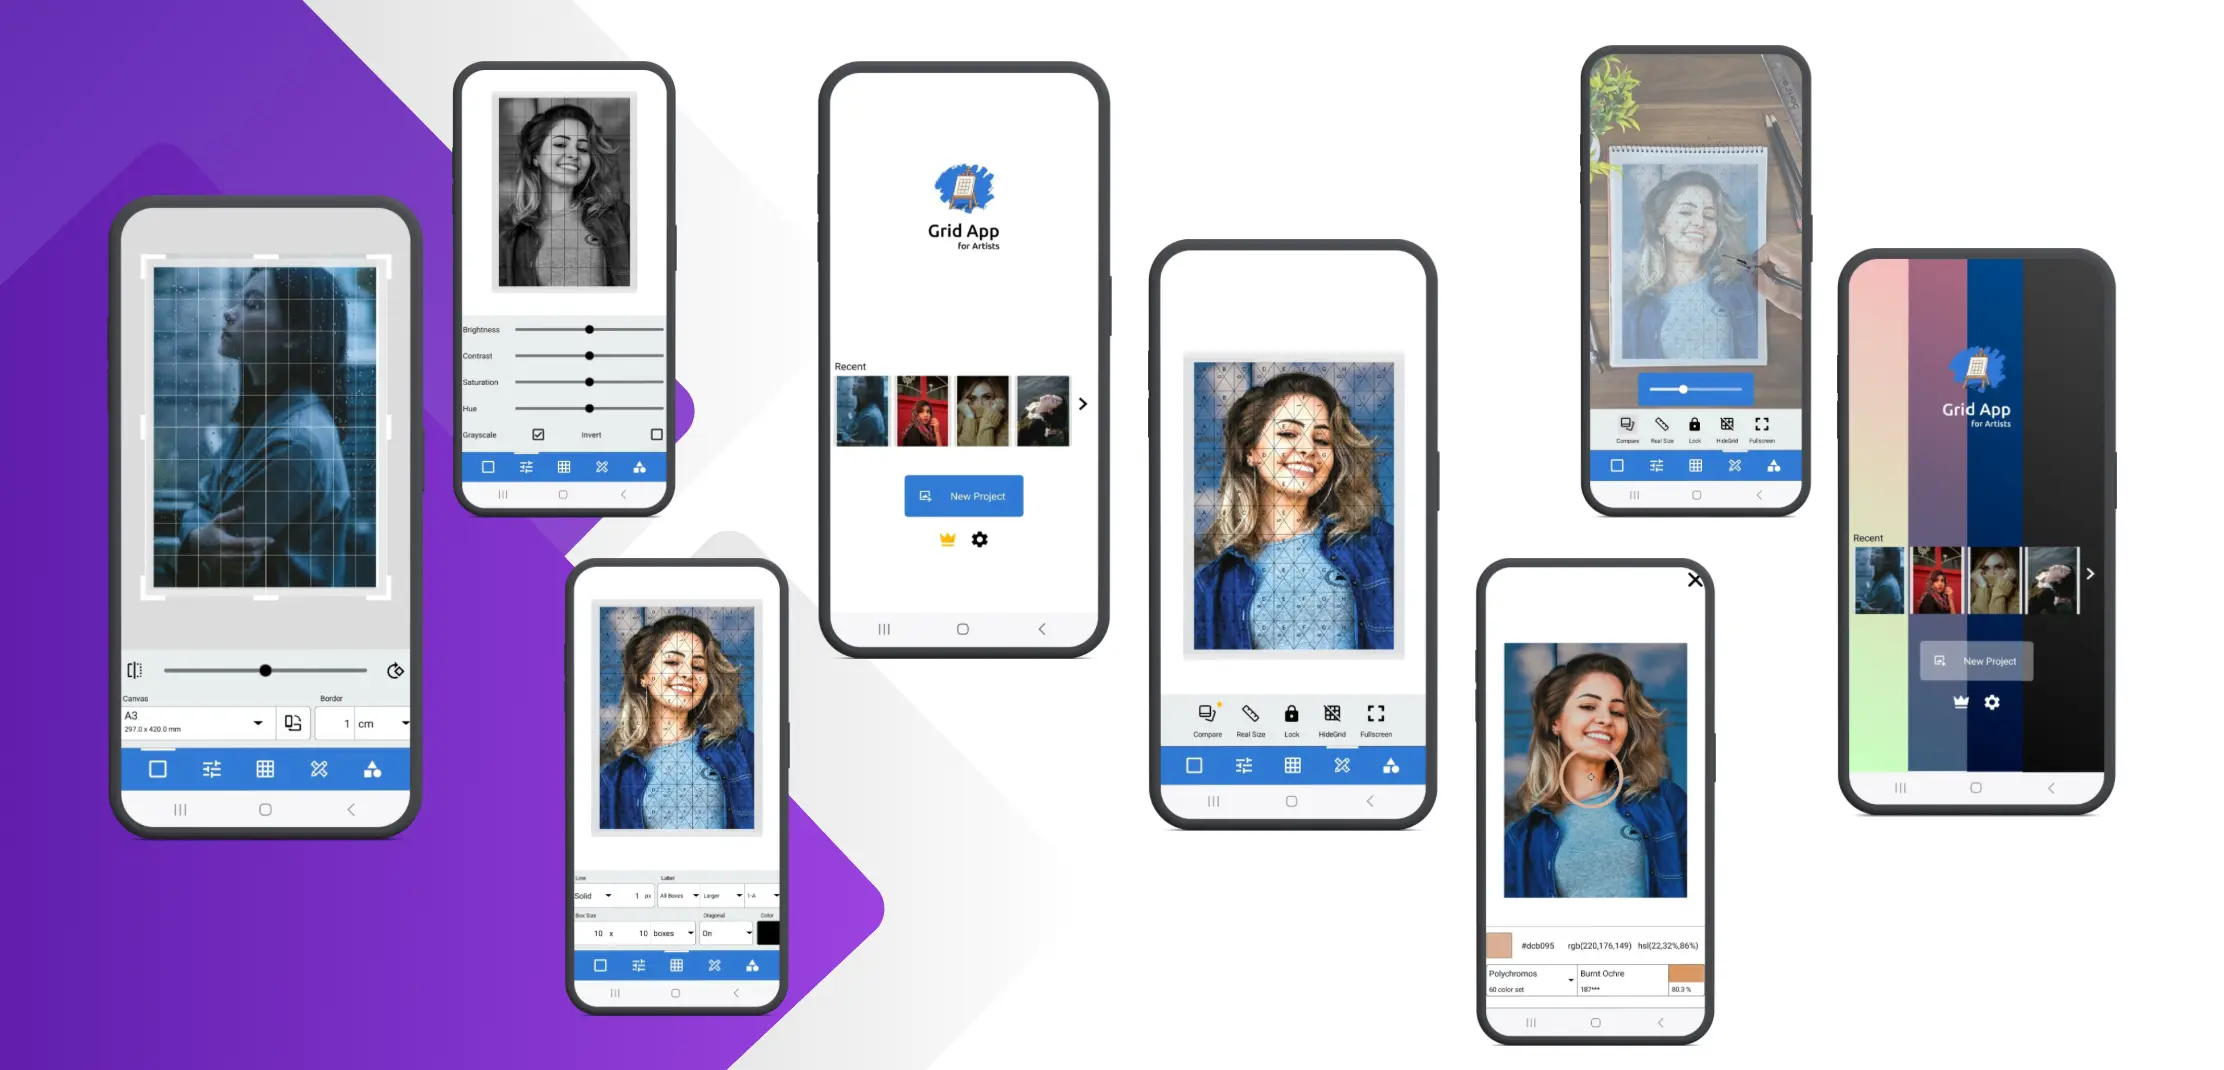 Canvas
Border
A3
297.0 x 420.0 mm
1
cm
Brightness
Contrast
Saturation
Hue
Grayscale
Invert
Line
Label
Solid
1
px
All Boxes
Larger
1-A
Box Size
Diagonal
Color
10
x
10
boxes
On
Grid App
for Artists
Recent
New Project
Compare
Real Size
Lock
HideGrid
Fullscreen
Compare
Real Size
Lock
HideGrid
Fullscreen
#dcb095
rgb(220,176,149)
hsl(22,32%,86%)
Polychromos
60 color set
Burnt Ochre
187***
80.3 %
Grid App
for Artists
Recent
New Project